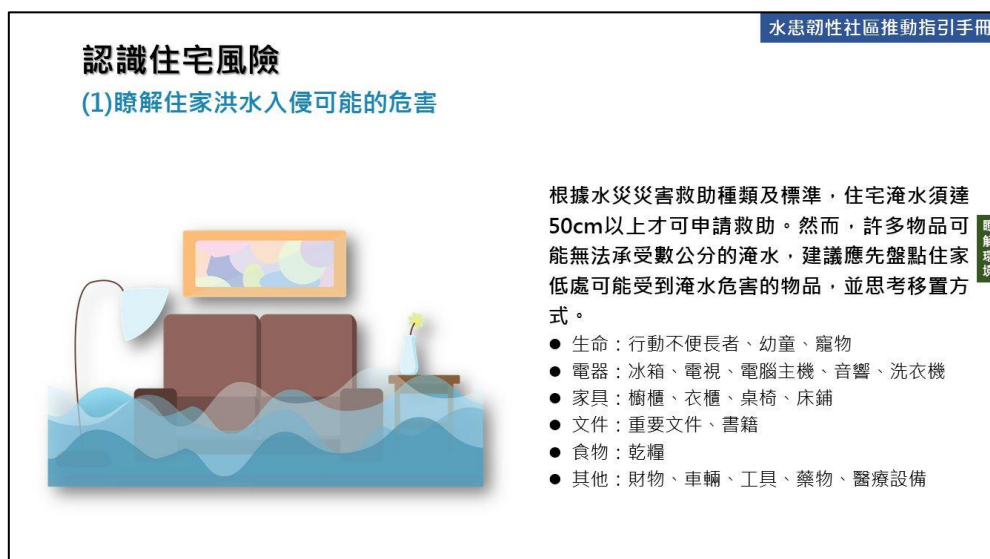 水患韌性社區推動指引手冊
認識住宅風險
(1)瞭解住家洪水入侵可能的危害
根據水災災害救助種類及標準，住宅淹水須達
50cm以上才可申請救助。然而，許多物品可
能無法承受數公分的淹水，建議應先盤點住家
低處可能受到淹水危害的物品，並思考移置方
式。
● 生命：行動不便長者、幼童、寵物
● 電器：冰箱、電視、電腦主機、音響、洗衣機
● 家具：櫥櫃、衣櫃、桌椅、床鋪
● 文件：重要文件、書籍
● 食物：乾糧
● 其他：財物、車輛、工具、藥物、醫療設備
瞭解環境